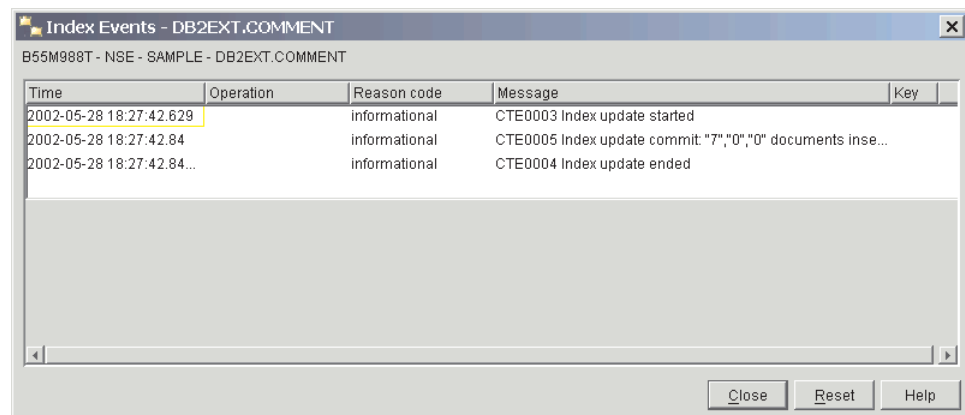 Index Events - DB2EXT.COMMENT
B55M988T - NSE - SAMPLE - DB2EXT.COMMENT
Time Operation Reason code Message Key
2002-05-28 18:27:42.629 informational CTE0003 Index update started
2002-05-28 18:27:42.84 informational CTE0005 Index update commit: "7","0","0" documents inse...
2002-05-28 18:27:42.84... informational CTE0004 Index update ended
Close Reset Help